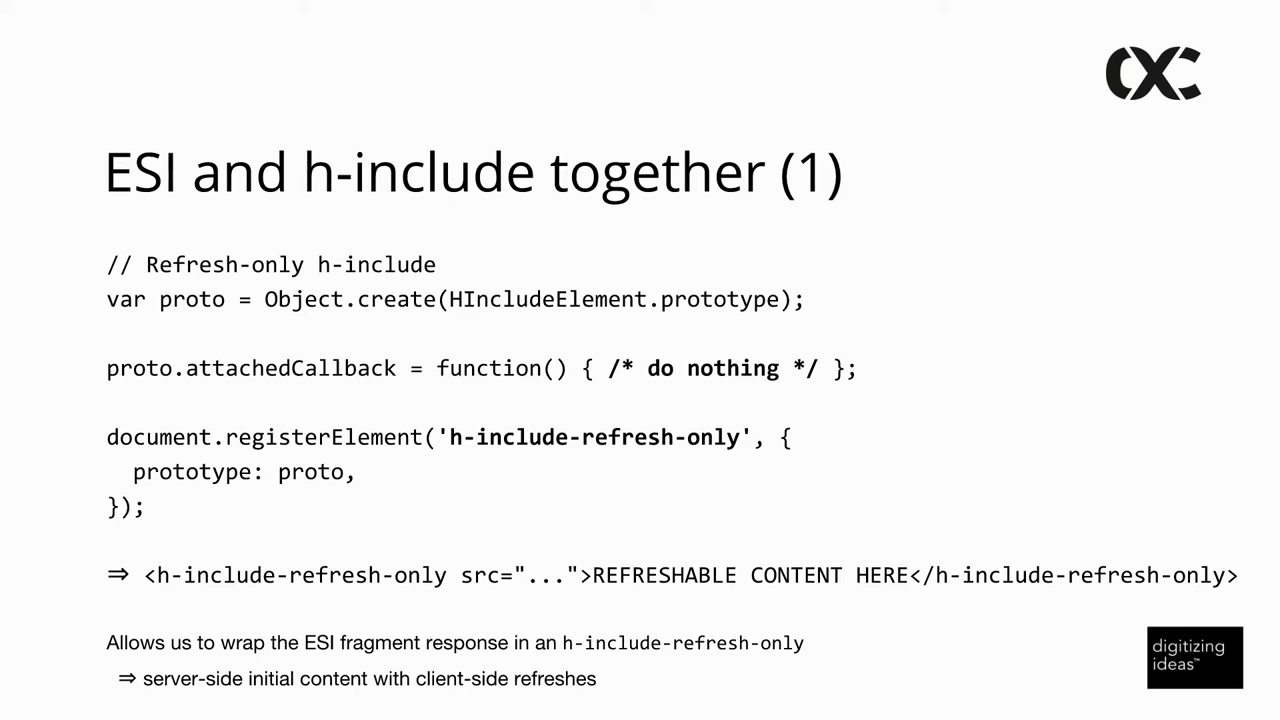 ESI and h-include together (1)
// Refresh-only h-include
var proto = Object.create(HIncludeElement.prototype);
proto.attachedCallback = function() { /* do nothing */ };
document.registerElement('h-include-refresh-only', {
  prototype: proto,
});
⇒ <h-include-refresh-only src="...">REFRESHABLE CONTENT HERE</h-include-refresh-only>
Allows us to wrap the ESI fragment response in an h-include-refresh-only
⇒ server-side initial content with client-side refreshes
digitizing
ideas™